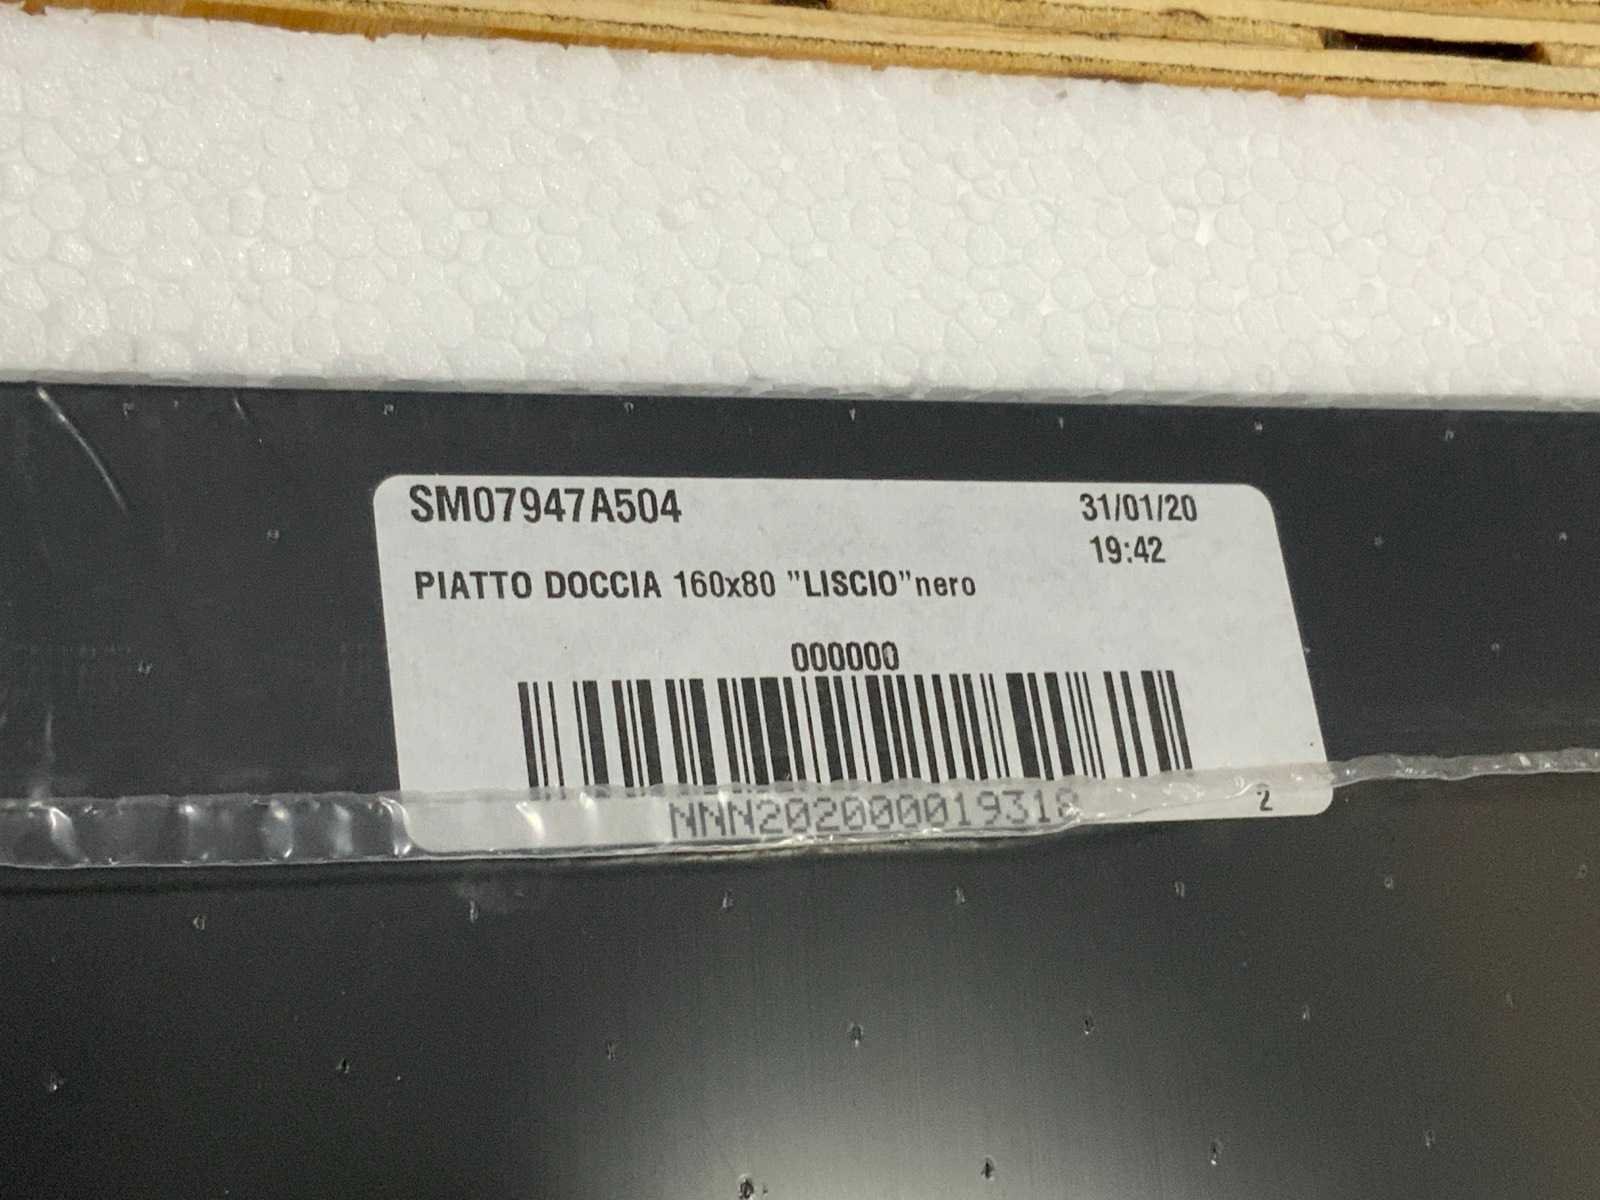 SM07947A504
31/01/20
19:42
PIATTO DOCCIA 160x80 "LISCIO"nero
000000
NNN202000019318
2